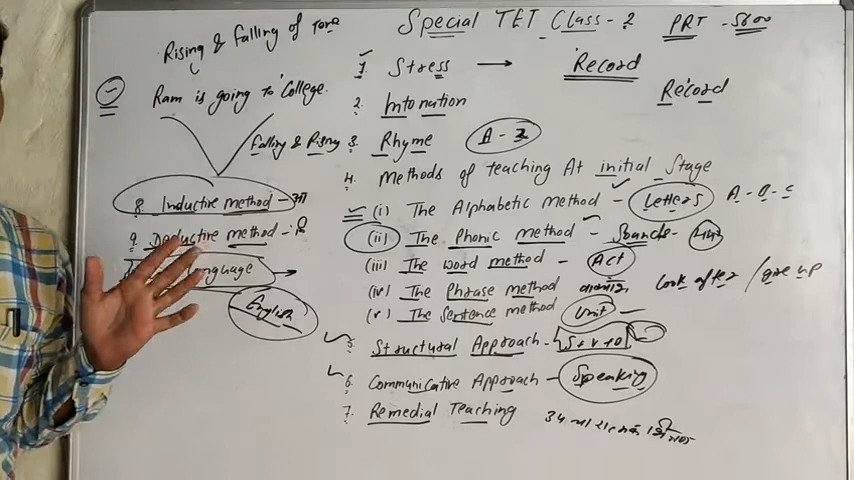 Special TET Class - 2 PRT - 5600
Rising & Falling of Tone
1. Stress → Record
Record
Ram is going to College.
2. Intonation
Falling & Rising
3. Rhyme A - Z
4. Methods of teaching At initial Stage
(i) The Alphabetic Method - Letters A - B - C
(ii) The Phonic method - Sounds -
(iii) The word method - Act
(iv) The Phrase method look after / give up
(v) The Sentence method Unit
5. Structural Approach - S + V + O
6. Communicative Approach - Speaking
7. Remedial Teaching
8 Inductive method -
9. Deductive method -
Language →
English